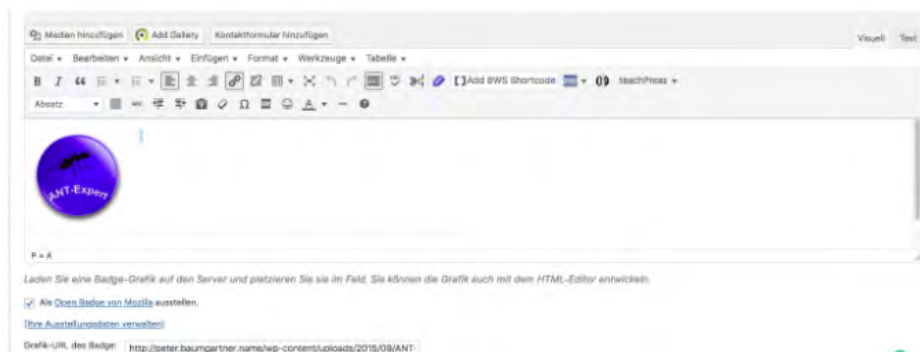 Medien hinzufügen Add Gallery Kontaktformular hinzufügen
Visuell Text
Datei Bearbeiten Ansicht Einfügen Format Werkzeuge Tabelle
B I Add BWS Shortcode teachPress
Absatz ABC Ω A
ANT-Expert
P » A
Laden Sie eine Badge-Grafik auf den Server und platzieren Sie sie im Feld. Sie können die Grafik auch mit dem HTML-Editor entwickeln.
Als Open Badge von Mozilla ausstellen.
[Ihre Ausstellungsdaten verwalten]
Grafik-URL des Badge: http://peter.baumgartner.name/wp-content/uploads/2015/09/ANT-